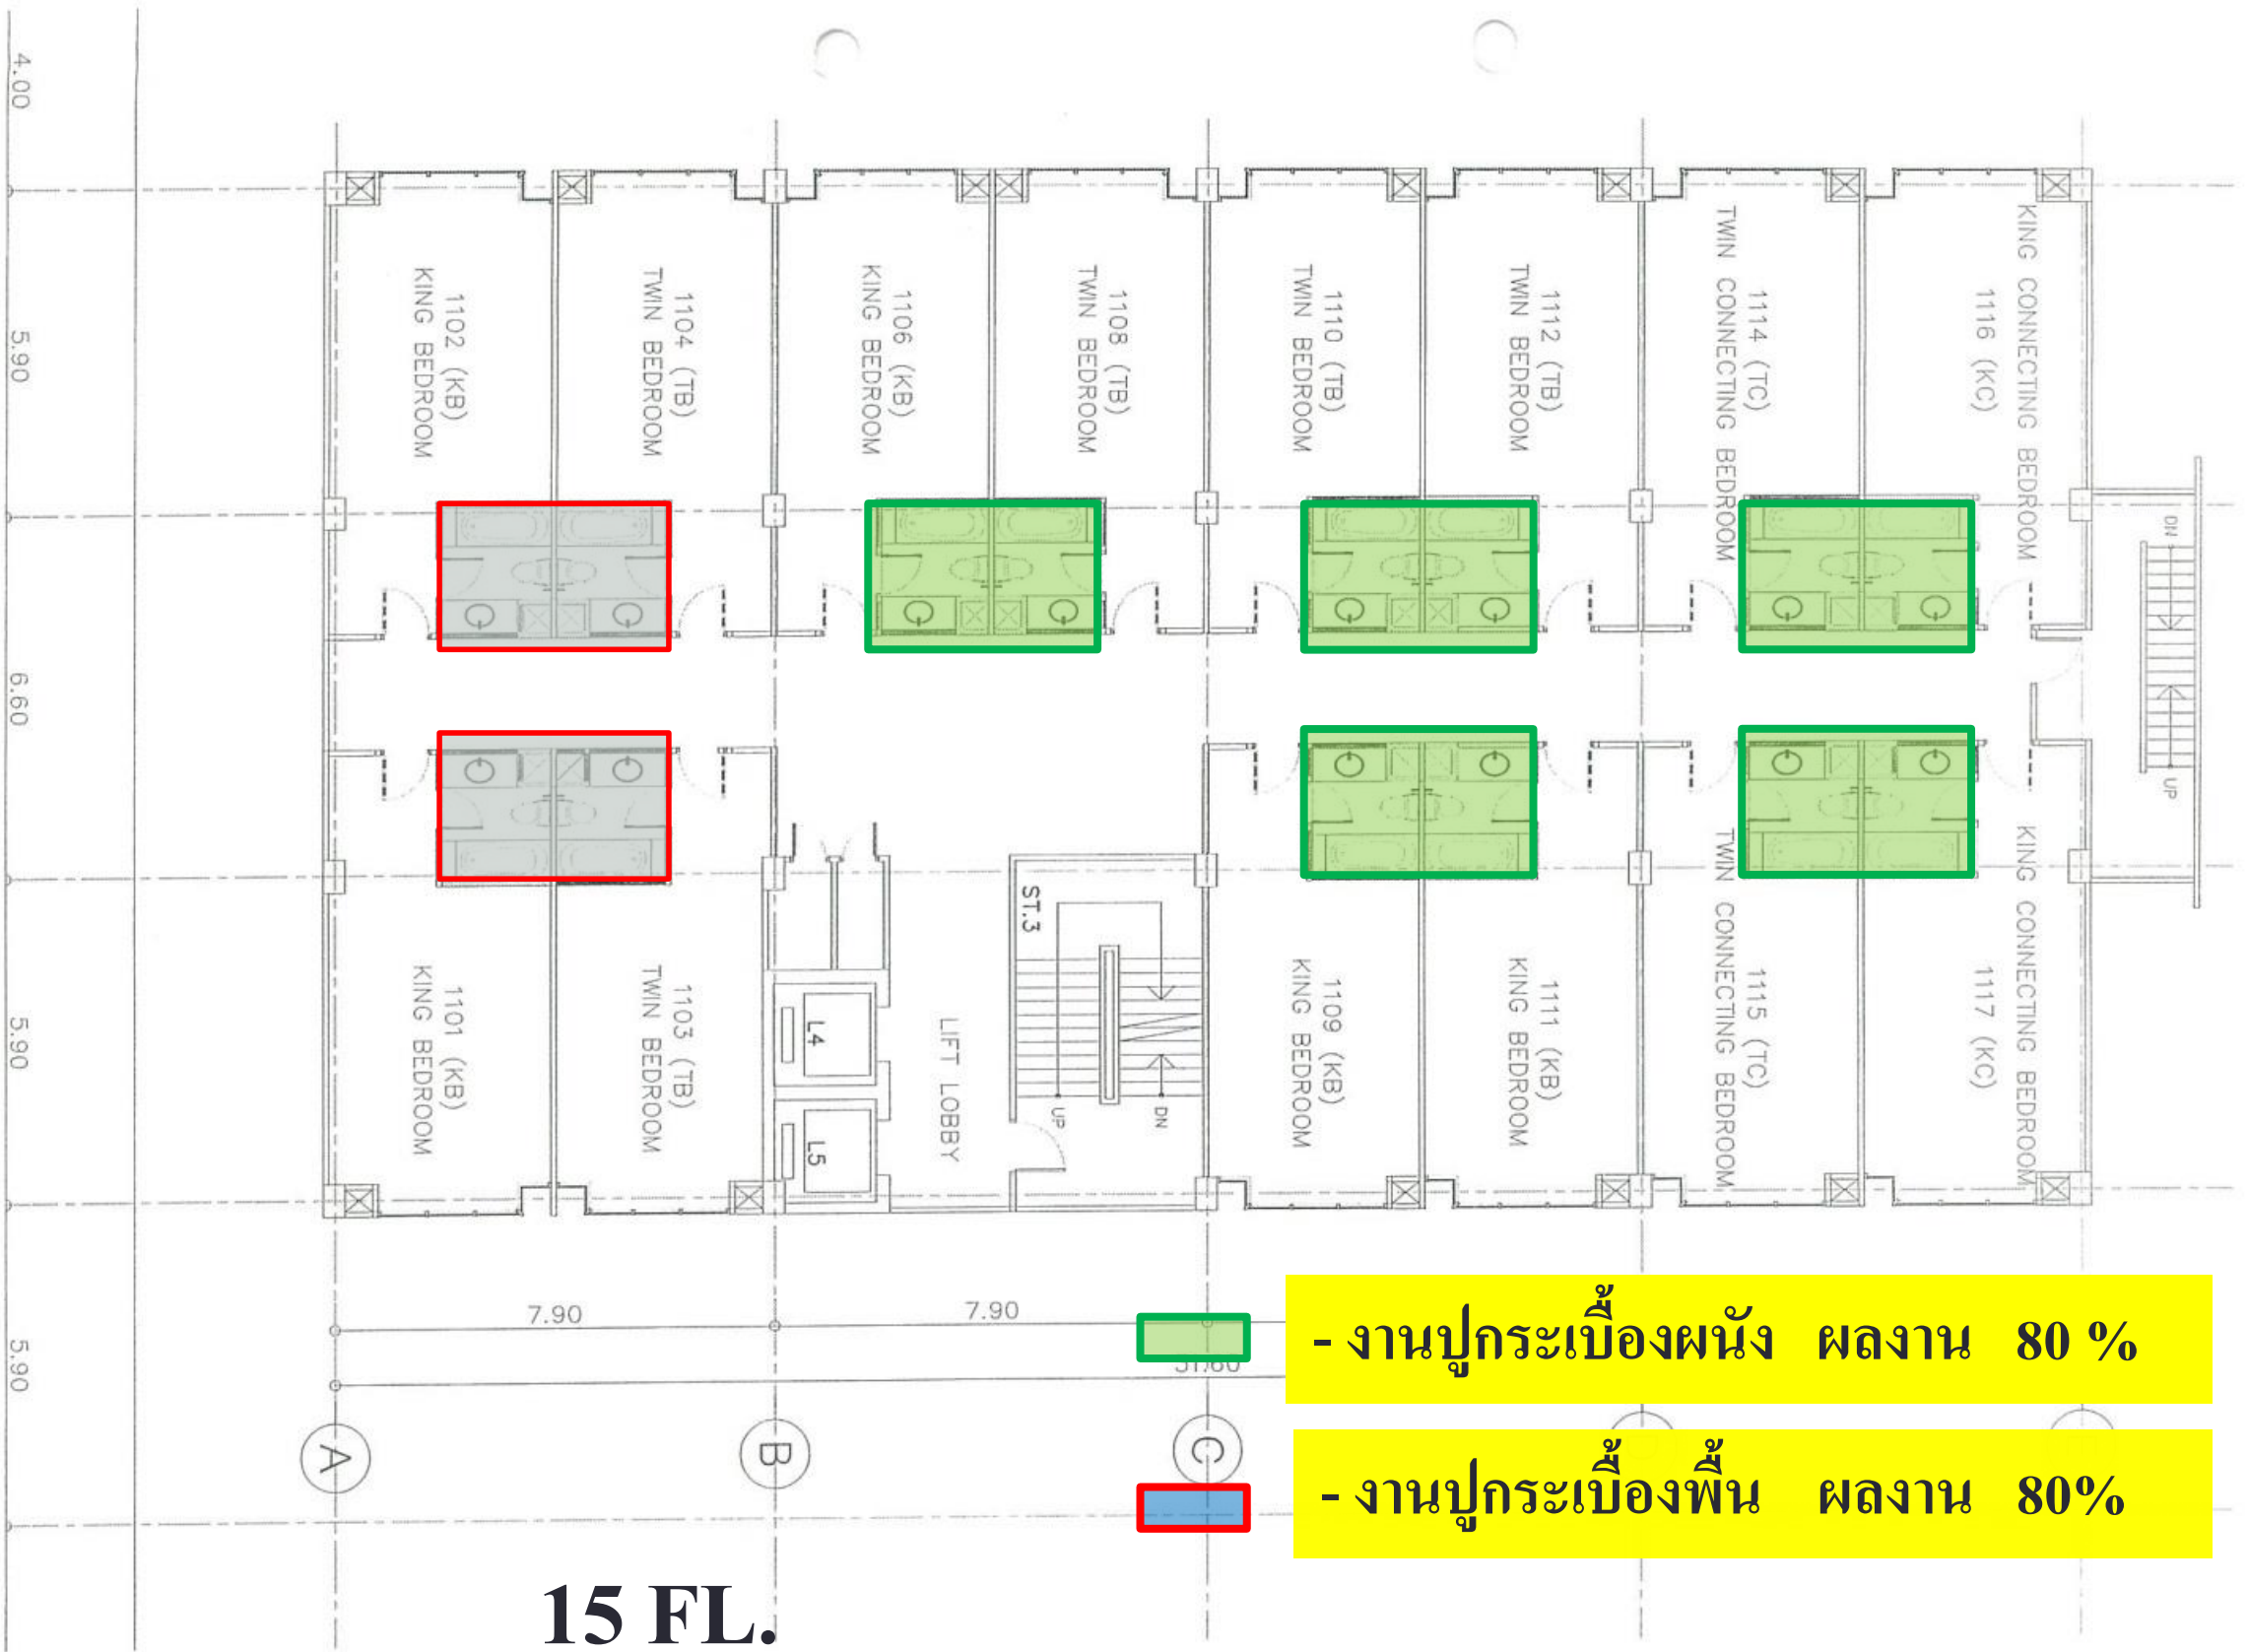 4.00
5.90
6.60
5.90
5.90
1102 (KB)
KING BEDROOM
1104 (TB)
TWIN BEDROOM
1106 (KB)
KING BEDROOM
1108 (TB)
TWIN BEDROOM
1110 (TB)
TWIN BEDROOM
1112 (TB)
TWIN BEDROOM
1114 (TC)
TWIN CONNECTING BEDROOM
KING CONNECTING BEDROOM
1116 (KC)
DN
UP
1101 (KB)
KING BEDROOM
1103 (TB)
TWIN BEDROOM
L4
L5
LIFT LOBBY
ST.3
UP
DN
1109 (KB)
KING BEDROOM
1111 (KB)
KING BEDROOM
1115 (TC)
TWIN CONNECTING BEDROOM
KING CONNECTING BEDROOM
1117 (KC)
7.90
7.90
- งานปูกระเบื้องผนัง ผลงาน 80 %
A
B
C
- งานปูกระเบื้องพื้น ผลงาน 80%
15 FL.